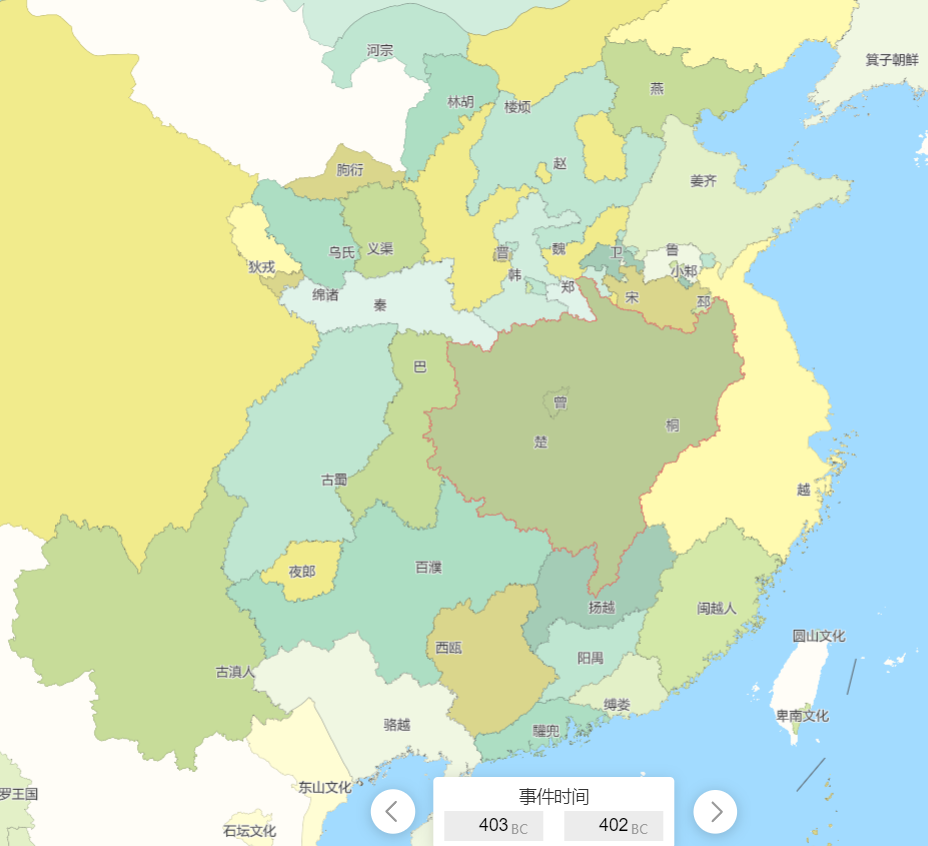 河宗
箕子朝鲜
燕
林胡
楼烦
赵
朐衍
姜齐
乌氏
义渠
晋
魏
卫
鲁
狄戎
小邾
韩
绵诸
秦
郑
宋
邳
巴
曾
桐
楚
古蜀
越
夜郎
百濮
扬越
闽越人
圆山文化
西瓯
阳禺
古滇人
缚娄
卑南文化
骆越
驩兜
东山文化
罗王国
石坛文化
事件时间
403 BC
402 BC